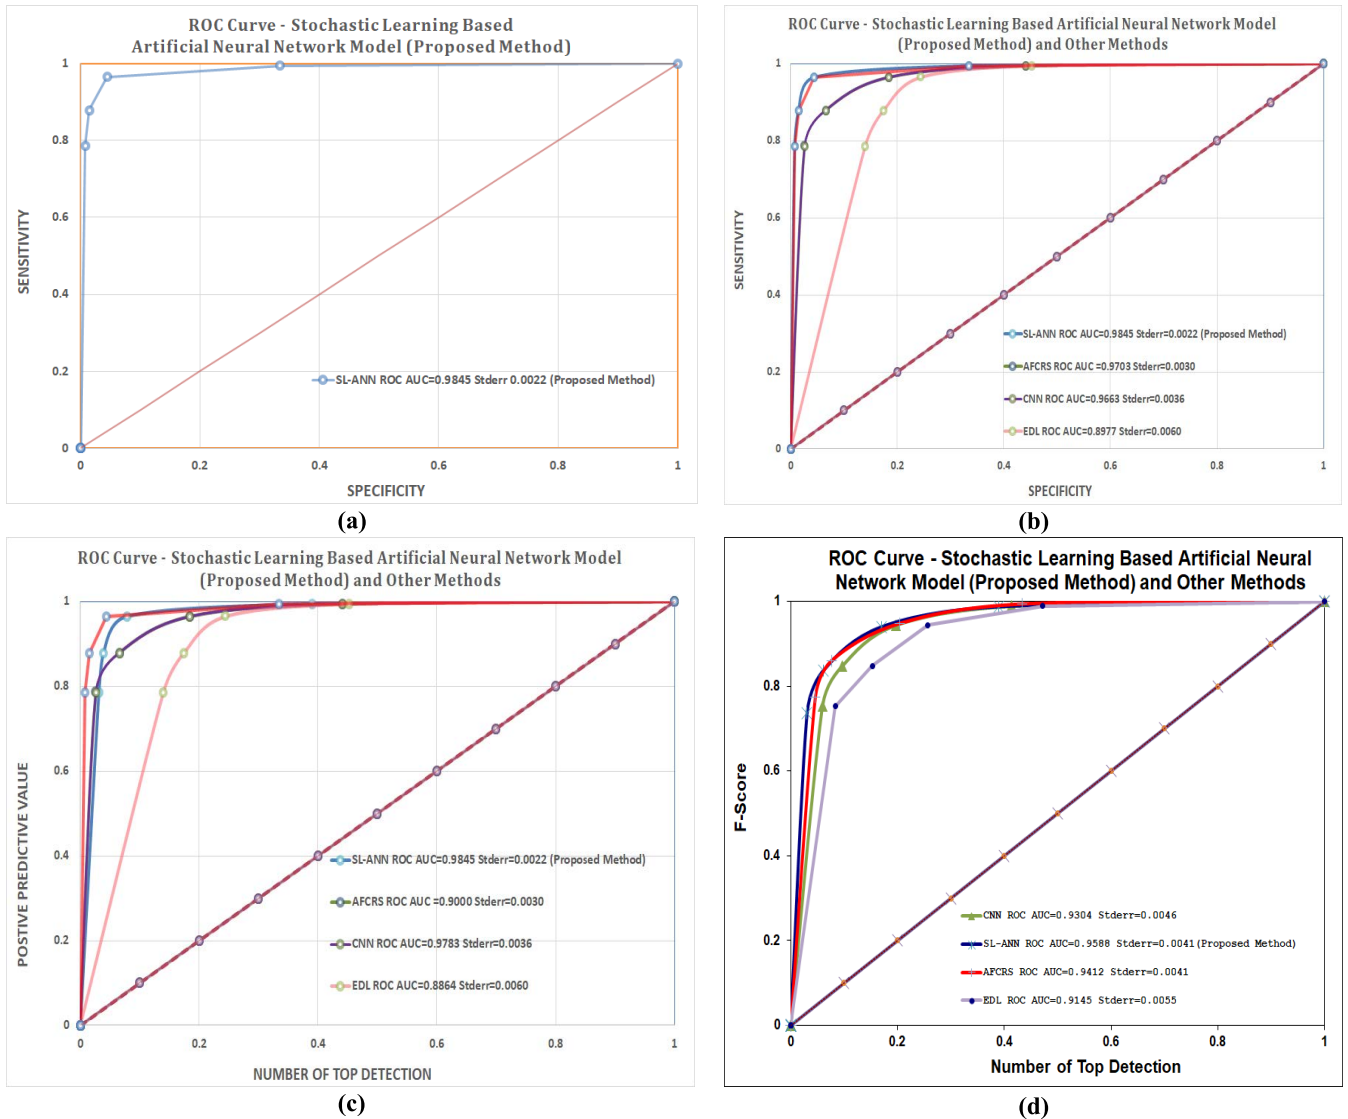 ROC Curve - Stochastic Learning Based
Artificial Neural Network Model (Proposed Method)
1
0.8
0.6
0.4
0.2
0
SENSITIVITY
SL-ANN ROC AUC=0.9845 Stderr 0.0022 (Proposed Method)
0
0.2
0.4
0.6
0.8
1
SPECIFICITY
(a)
ROC Curve - Stochastic Learning Based Artificial Neural Network Model
(Proposed Method) and Other Methods
1
0.8
0.6
0.4
0.2
0
SENSITIVITY
SL-ANN ROC AUC=0.9845 Stderr=0.0022 (Proposed Method)
AFCRS ROC AUC =0.9703 Stderr=0.0030
CNN ROC AUC=0.9663 Stderr=0.0036
EDL ROC AUC=0.8977 Stderr=0.0060
0
0.2
0.4
0.6
0.8
1
SPECIFICITY
(b)
ROC Curve - Stochastic Learning Based Artificial Neural Network Model
(Proposed Method) and Other Methods
1
0.8
0.6
0.4
0.2
0
POSTIVE PREDICTIVE VALUE
SL-ANN ROC AUC=0.9845 Stderr=0.0022 (Proposed Method)
AFCRS ROC AUC =0.9000 Stderr=0.0030
CNN ROC AUC=0.9783 Stderr=0.0036
EDL ROC AUC=0.8864 Stderr=0.0060
0
0.2
0.4
0.6
0.8
1
NUMBER OF TOP DETECTION
(c)
ROC Curve - Stochastic Learning Based Artificial Neural
Network Model (Proposed Method) and Other Methods
1
0.8
0.6
0.4
0.2
0
F-Score
CNN ROC AUC=0.9304 Stderr=0.0046
SL-ANN ROC AUC=0.9588 Stderr=0.0041(Proposed Method)
AFCRS ROC AUC=0.9412 Stderr=0.0041
EDL ROC AUC=0.9145 Stderr=0.0055
0
0.2
0.4
0.6
0.8
1
Number of Top Detection
(d)